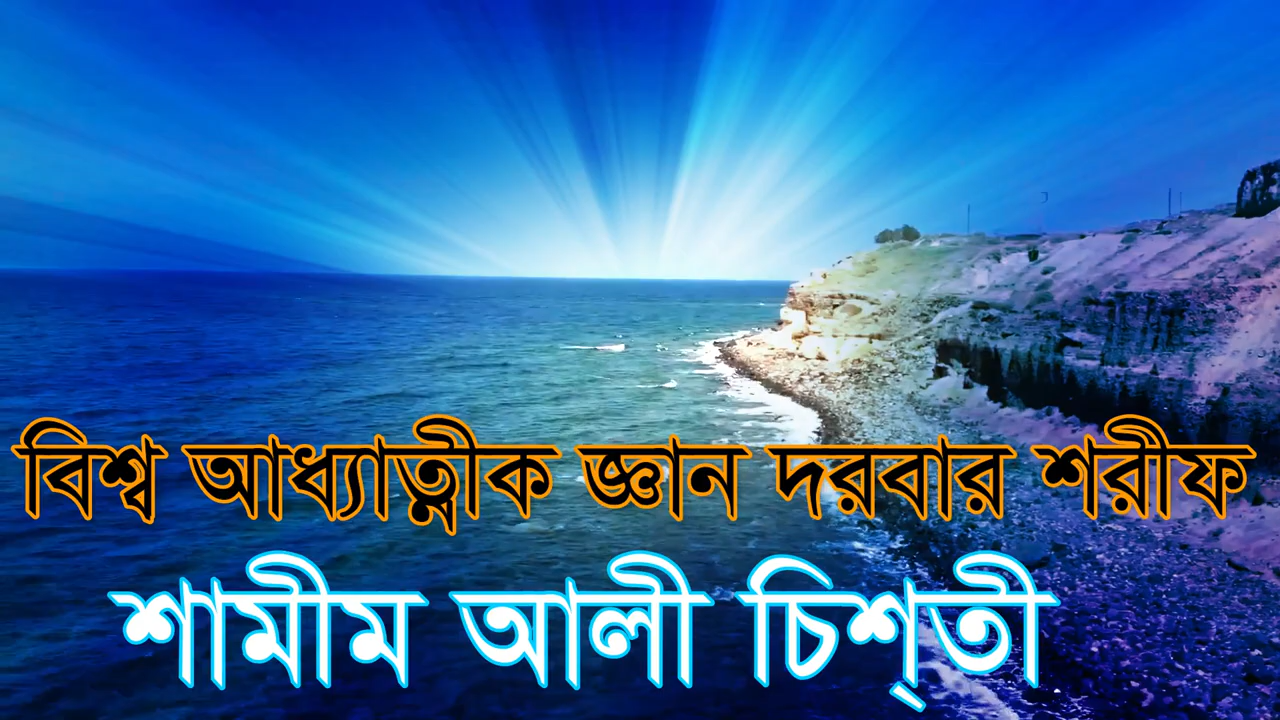 বিশ্ব আধ্যাত্নীক জ্ঞান দরবার শরীফ
শামীম আলী চিশ্‌তী